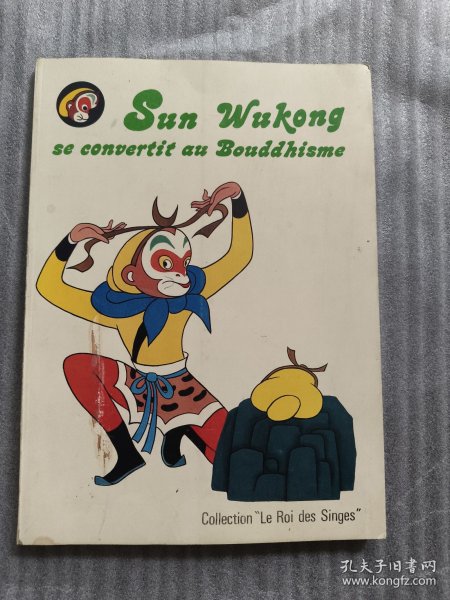 Sun Wukong
se convertit au Bouddhisme
Collection "Le Roi des Singes"
孔夫子旧书网
www.kongfz.com